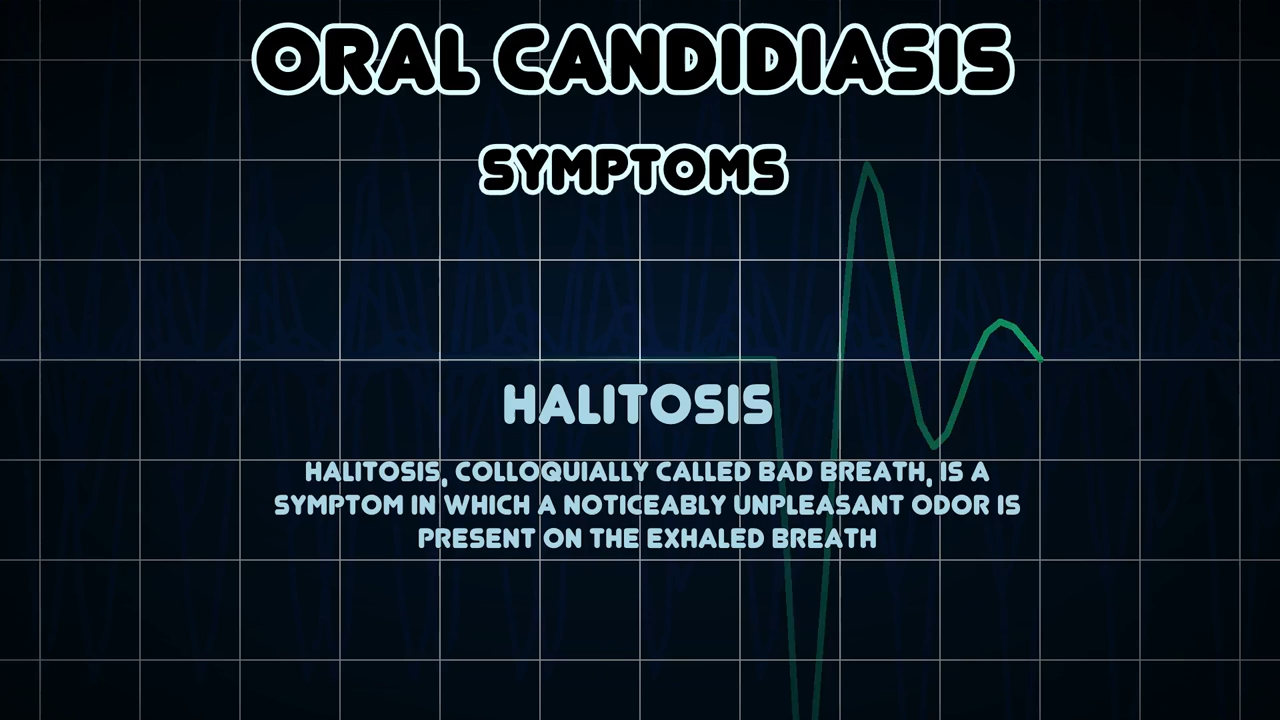 ORAL CANDIDIASIS
SYMPTOMS
HALITOSIS
HALITOSIS, COLLOQUIALLY CALLED BAD BREATH, IS A
SYMPTOM IN WHICH A NOTICEABLY UNPLEASANT ODOR IS
PRESENT ON THE EXHALED BREATH